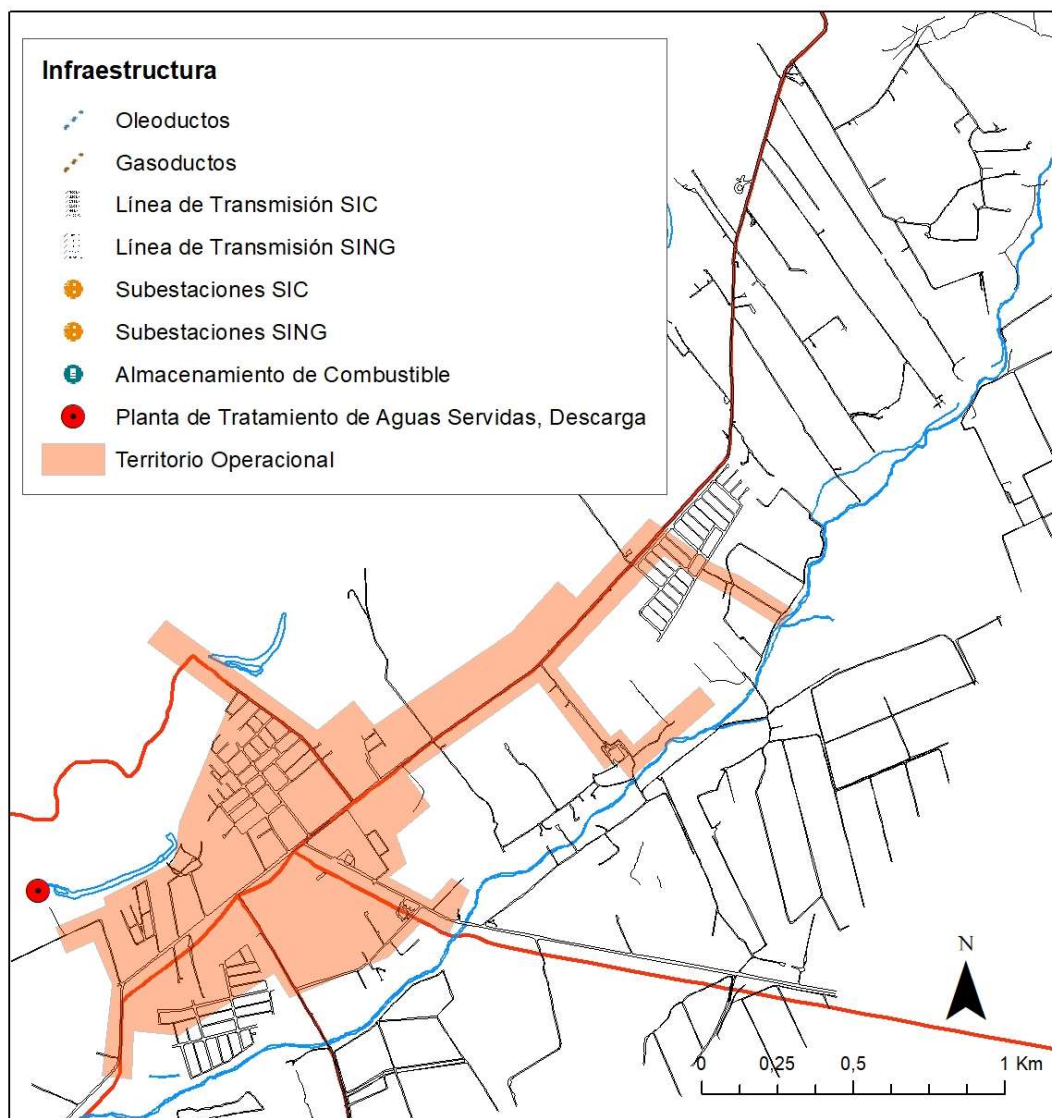 Infraestructura
Oleoductos
Gasoductos
Línea de Transmisión SIC
Línea de Transmisión SING
Subestaciones SIC
Subestaciones SING
Almacenamiento de Combustible
Planta de Tratamiento de Aguas Servidas, Descarga
Territorio Operacional
N
0 0,25 0,5 1 Km